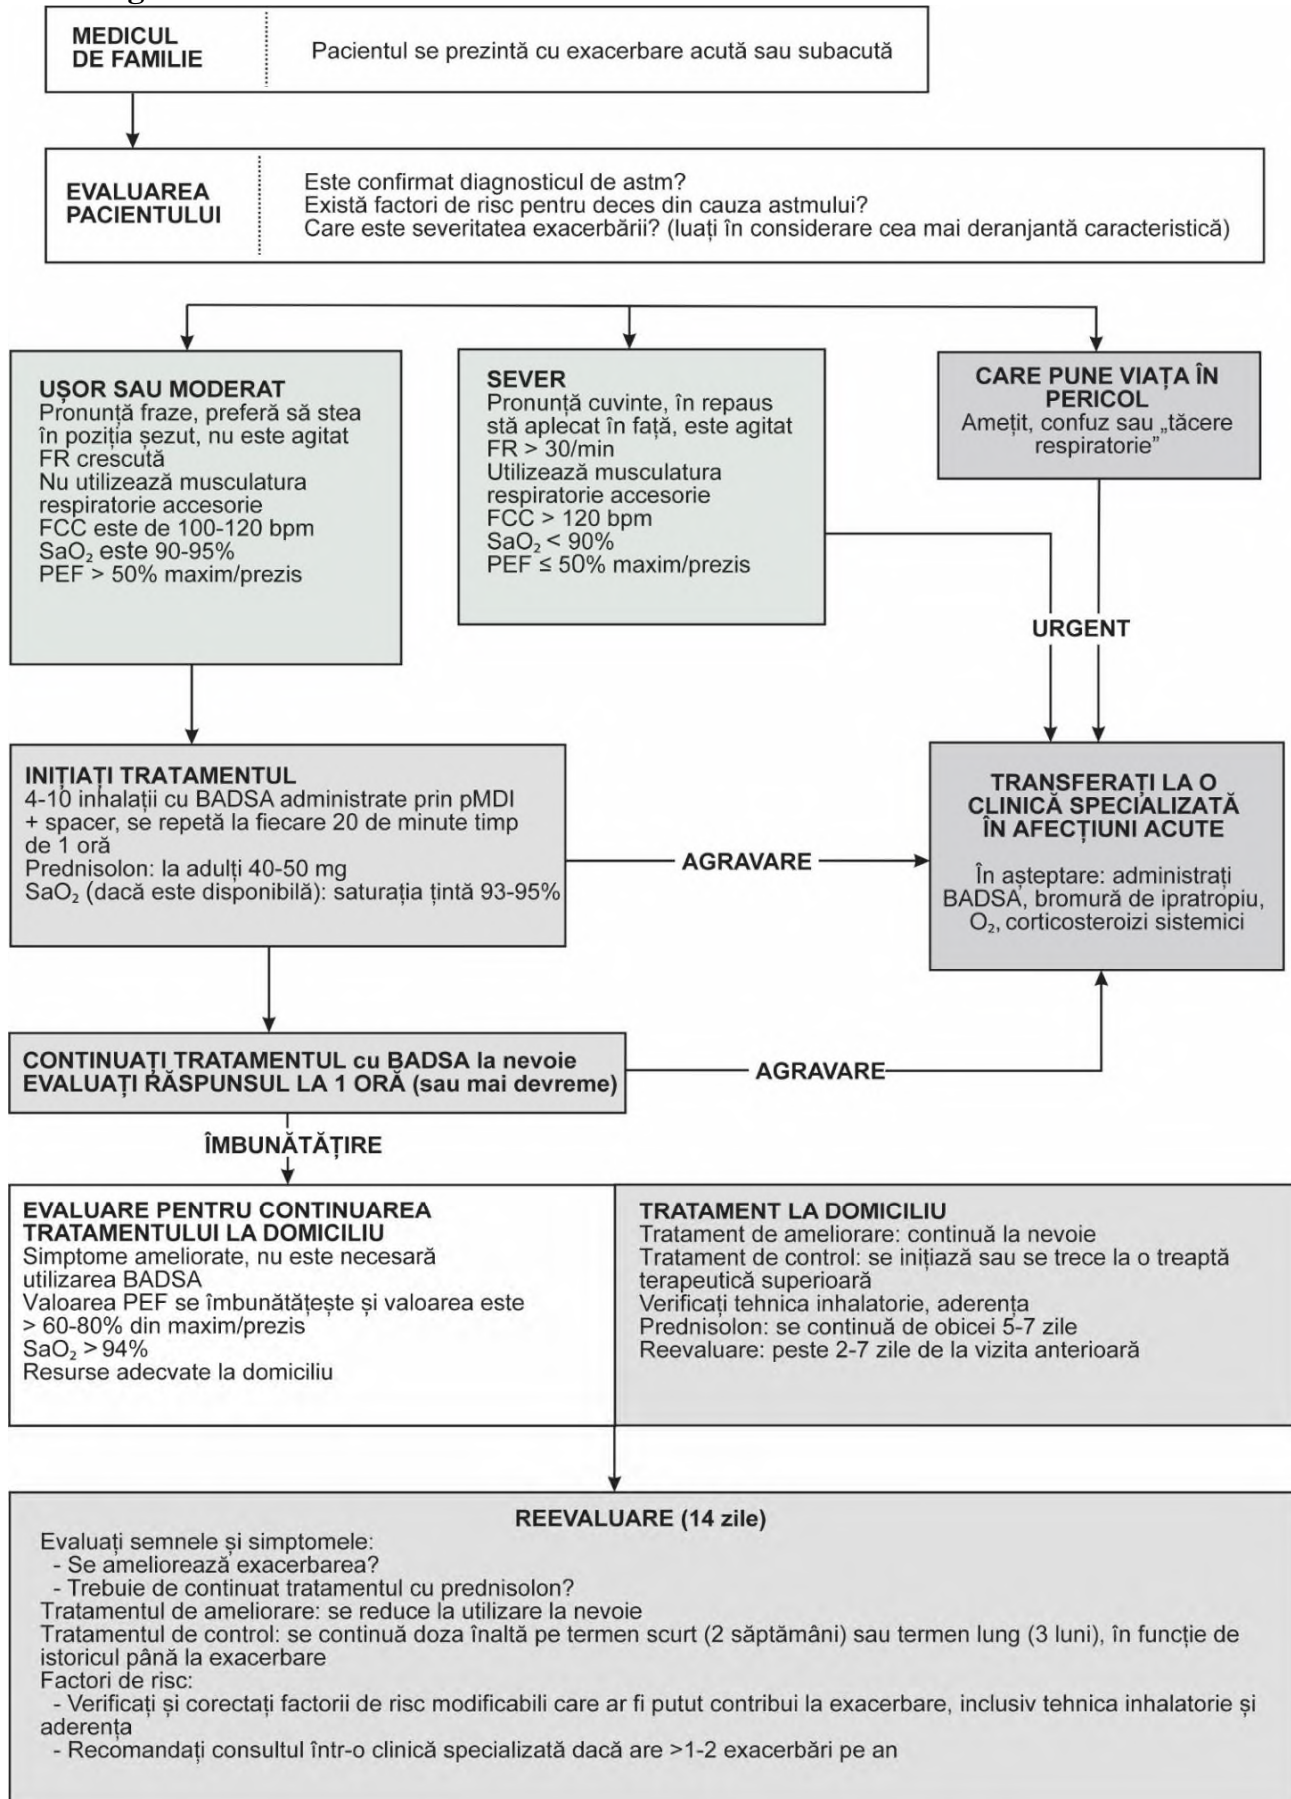 MEDICUL
DE FAMILIE
Pacientul se prezintă cu exacerbare acută sau subacută
EVALUAREA
PACIENTULUI
Este confirmat diagnosticul de astm?
Există factori de risc pentru deces din cauza astmului?
Care este severitatea exacerbării? (luați în considerare cea mai deranjantă caracteristică)
UȘOR SAU MODERAT
Pronunță fraze, preferă să stea
în poziția șezut, nu este agitat
FR crescută
Nu utilizează musculatura
respiratorie accesorie
FCC este de 100-120 bpm
SaO₂ este 90-95%
PEF > 50% maxim/prezis
SEVER
Pronunță cuvinte, în repaus
stă aplecat în față, este agitat
FR > 30/min
Utilizează musculatura
respiratorie accesorie
FCC > 120 bpm
SaO₂ < 90%
PEF ≤ 50% maxim/prezis
CARE PUNE VIAȚA ÎN
PERICOL
Amețit, confuz sau „tăcere
respiratorie”
URGENT
INIȚIAȚI TRATAMENTUL
4-10 inhalații cu BADSA administrate prin pMDI
+ spacer, se repetă la fiecare 20 de minute timp
de 1 oră
Prednisolon: la adulți 40-50 mg
SaO₂ (dacă este disponibilă): saturația țintă 93-95%
AGRAVARE
TRANSFERAȚI LA O
CLINICĂ SPECIALIZATĂ
ÎN AFECȚIUNI ACUTE
În așteptare: administrați
BADSA, bromură de ipratropiu,
O₂, corticosteroizi sistemici
CONTINUAȚI TRATAMENTUL cu BADSA la nevoie
EVALUAȚI RĂSPUNSUL LA 1 ORĂ (sau mai devreme)
AGRAVARE
ÎMBUNĂTĂȚIRE
EVALUARE PENTRU CONTINUAREA
TRATAMENTULUI LA DOMICILIU
Simptome ameliorate, nu este necesară
utilizarea BADSA
Valoarea PEF se îmbunătățește și valoarea este
> 60-80% din maxim/prezis
SaO₂ > 94%
Resurse adecvate la domiciliu
TRATAMENT LA DOMICILIU
Tratament de ameliorare: continuă la nevoie
Tratament de control: se inițiază sau se trece la o treaptă
terapeutică superioară
Verificați tehnica inhalatorie, aderența
Prednisolon: se continuă de obicei 5-7 zile
Reevaluare: peste 2-7 zile de la vizita anterioară
REEVALUARE (14 zile)
Evaluați semnele și simptomele:
- Se ameliorează exacerbarea?
- Trebuie de continuat tratamentul cu prednisolon?
Tratamentul de ameliorare: se reduce la utilizare la nevoie
Tratamentul de control: se continuă doza înaltă pe termen scurt (2 săptămâni) sau termen lung (3 luni), în funcție de
istoricul până la exacerbare
Factori de risc:
- Verificați și corectați factorii de risc modificabili care ar fi putut contribui la exacerbare, inclusiv tehnica inhalatorie și
aderența
- Recomandați consultul într-o clinică specializată dacă are >1-2 exacerbări pe an